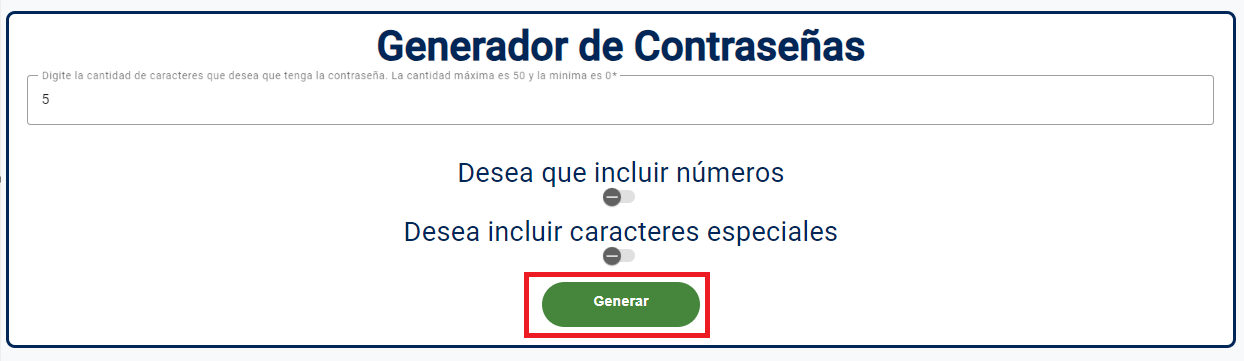 Generador de Contraseñas
Digite la cantidad de caracteres que desea que tenga la contraseña. La cantidad máxima es 50 y la minima es 0*
5
Desea que incluir números
Desea incluir caracteres especiales
Generar